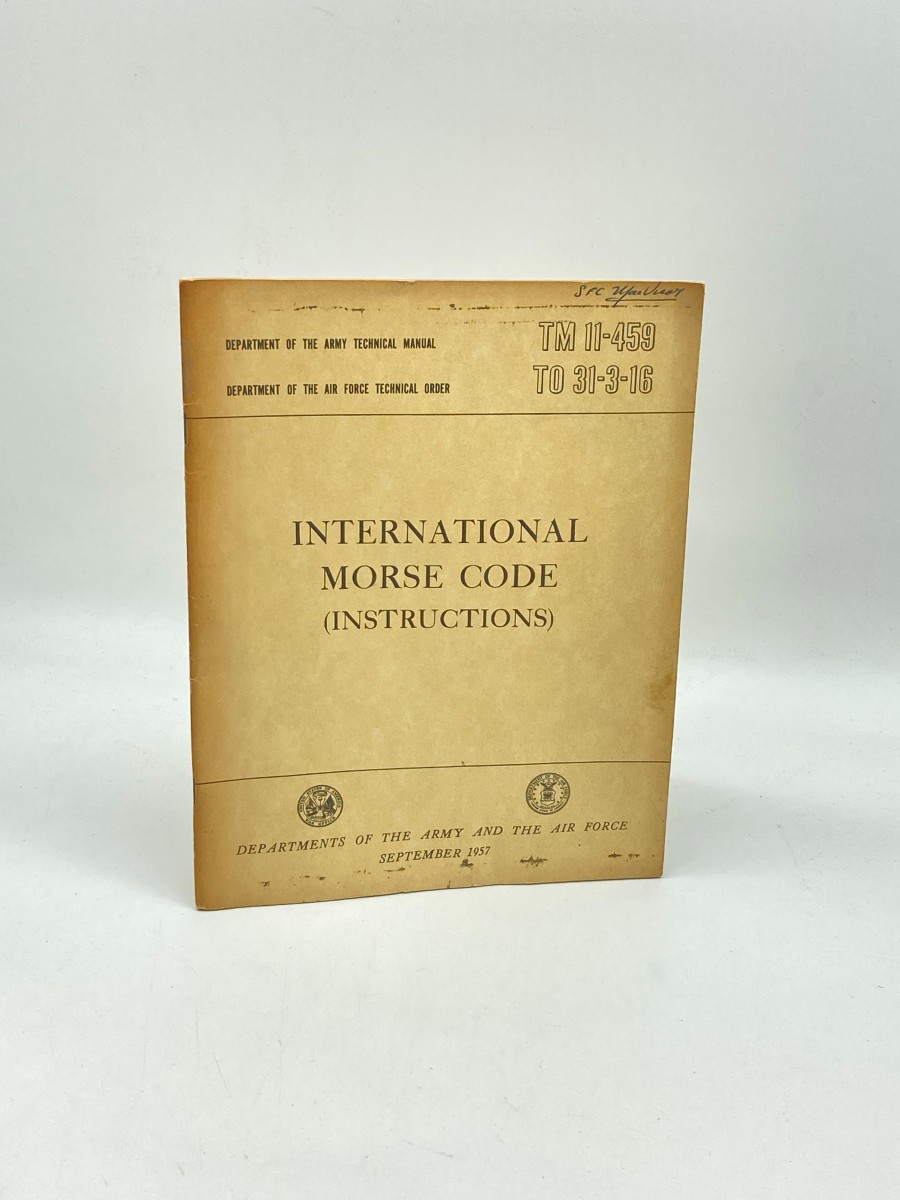 SFC
DEPARTMENT OF THE ARMY TECHNICAL MANUAL
TM 11-459
DEPARTMENT OF THE AIR FORCE TECHNICAL ORDER
TO 31-3-16
INTERNATIONAL
MORSE CODE
(INSTRUCTIONS)
DEPARTMENTS OF THE ARMY AND THE AIR FORCE
SEPTEMBER 1957